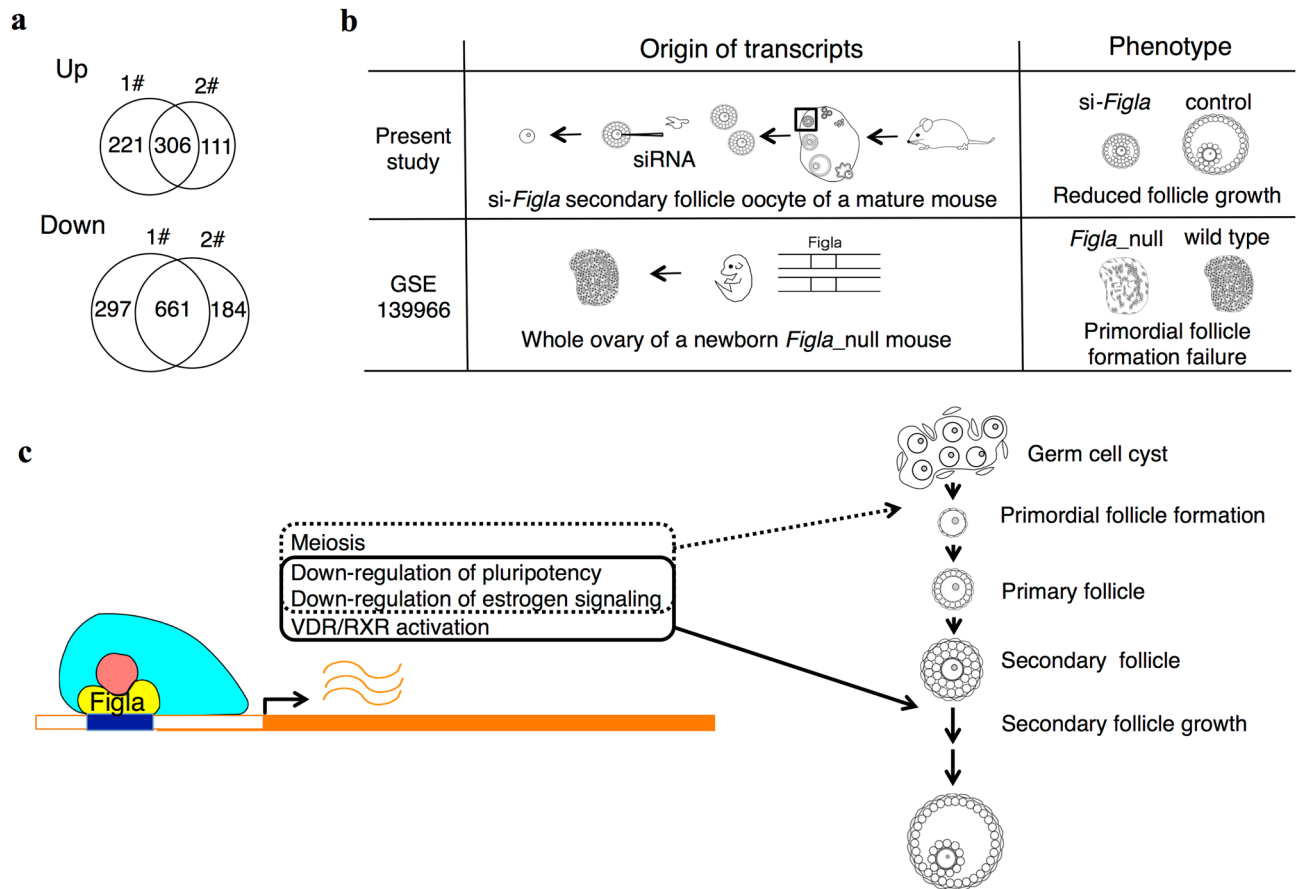 a
Up
1# 2#
221 306 111
Down
1# 2#
297 661 184
b
Origin of transcripts
Phenotype
Present
study
siRNA
si-Figla secondary follicle oocyte of a mature mouse
si-Figla control
Reduced follicle growth
GSE
139966
Figla
Whole ovary of a newborn Figla_null mouse
Figla_null wild type
Primordial follicle
formation failure
c
Meiosis
Down-regulation of pluripotency
Down-regulation of estrogen signaling
VDR/RXR activation
Figla
Germ cell cyst
Primordial follicle formation
Primary follicle
Secondary follicle
Secondary follicle growth